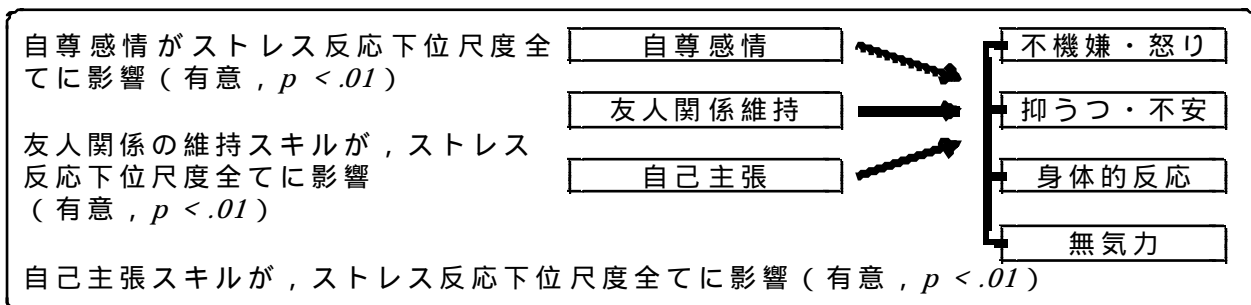 自尊感情がストレス反応下位尺度全
てに影響(有意,p <.01)
友人関係の維持スキルが,ストレス
反応下位尺度全てに影響
(有意,p <.01)
自己主張スキルが,ストレス反応下位尺度全てに影響(有意,p <.01)
自尊感情
友人関係維持
自己主張
不機嫌・怒り
抑うつ・不安
身体的反応
無気力